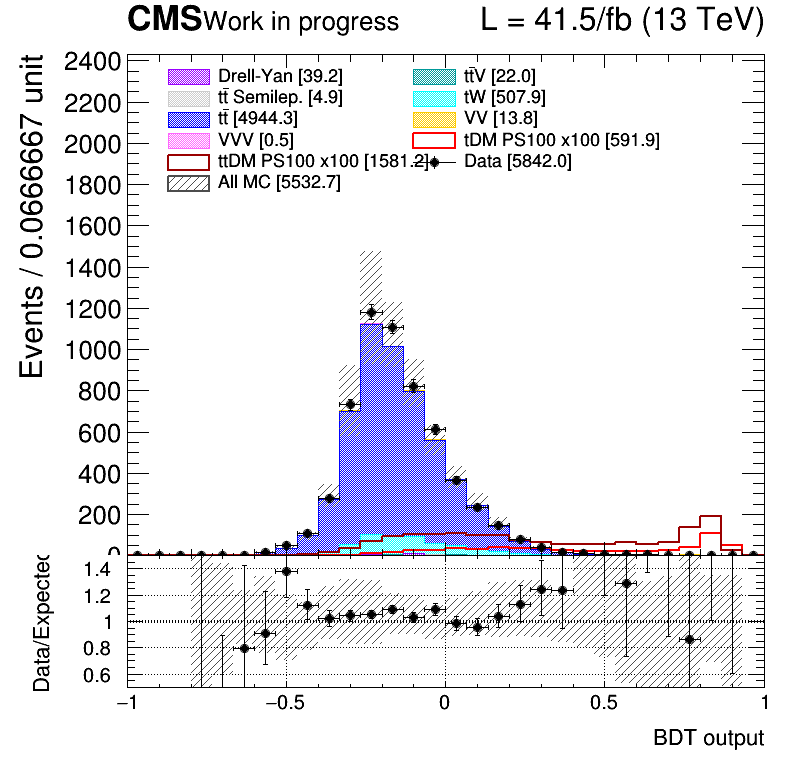 CMS Work in progress L = 41.5/fb (13 TeV)
Events / 0.0666667 unit
2400
2200
2000
1800
1600
1400
1200
1000
800
600
400
200
0
Drell-Yan [39.2] tt̄V [22.0]
tt̄ Semilep. [4.9] tW [507.9]
tt̄ [4944.3] VV [13.8]
VVV [0.5] tDM PS100 x100 [591.9]
ttDM PS100 x100 [1581.2] Data [5842.0]
All MC [5532.7]
Data/Expected
1.4
1.2
1
0.8
0.6
−1 −0.5 0 0.5 1
BDT output